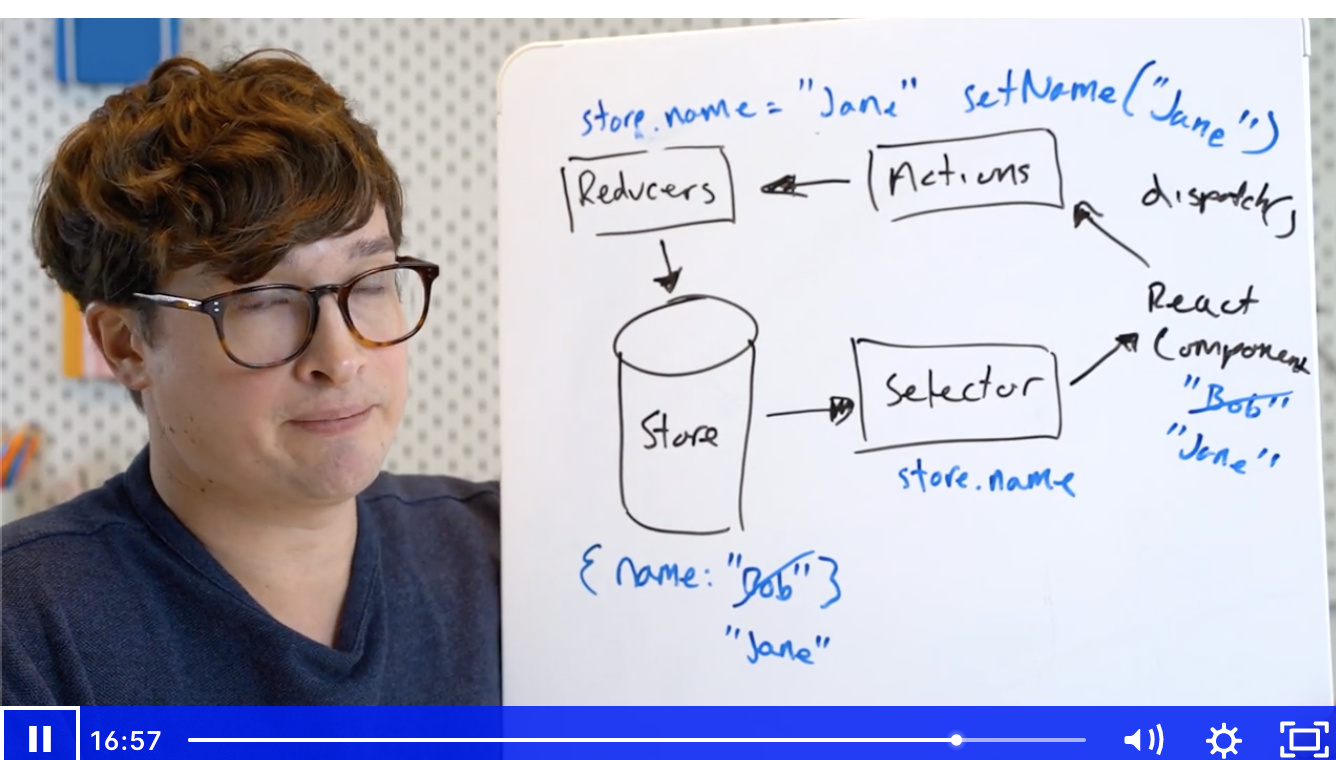 store.name = "Jane"
setName("Jane")
Reducers
Actions
dispatch()
React
Component
"Bob"
"Jane"
Store
Selector
store.name
{ name: "Bob" }
"Jane"
16:57